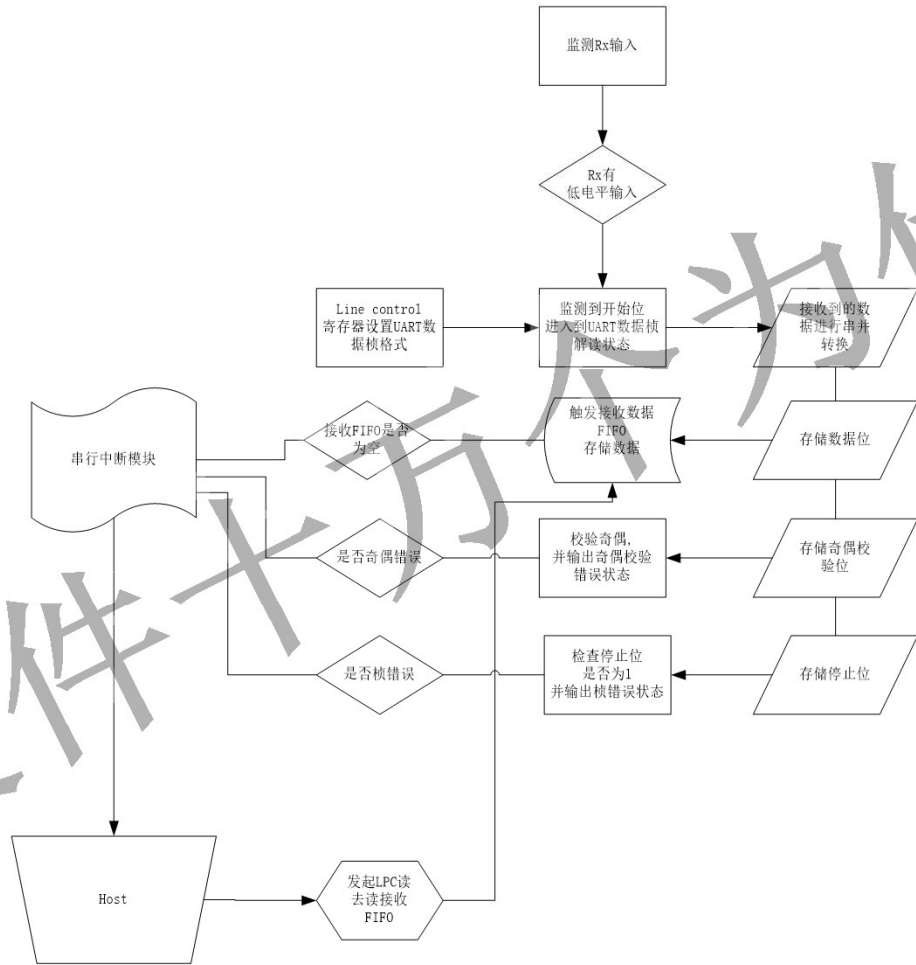 监测Rx输入
Rx有
低电平输入
Line control
寄存器设置UART数
据桢格式
监测到开始位
进入到UART数据桢
解读状态
接收到的数
据进行串并
转换
串行中断模块
接收FIFO是否
为空
触发接收数据
FIFO
存储数据
存储数据位
是否奇偶错误
校验奇偶,
并输出奇偶校验
错误状态
存储奇偶校
验位
是否桢错误
检查停止位
是否为1
并输出桢错误状态
存储停止位
Host
发起LPC读
去读接收
FIFO
件十万个为什